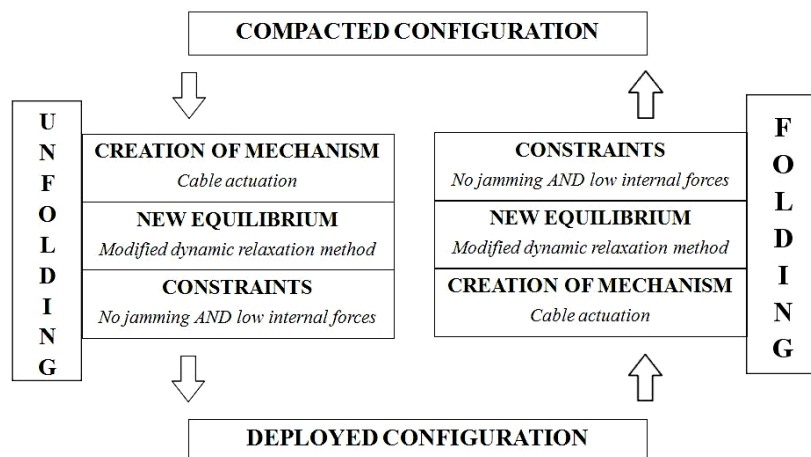 COMPACTED CONFIGURATION
UNFOLDING
CREATION OF MECHANISM
Cable actuation
NEW EQUILIBRIUM
Modified dynamic relaxation method
CONSTRAINTS
No jamming AND low internal forces
CONSTRAINTS
No jamming AND low internal forces
NEW EQUILIBRIUM
Modified dynamic relaxation method
CREATION OF MECHANISM
Cable actuation
FOLDING
DEPLOYED CONFIGURATION